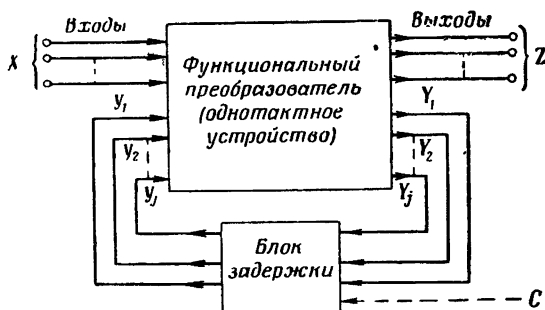 Входы
Выходы
X
Z
Функциональный
преобразователь
(однотактное
устройство)
y₁
y₂
yⱼ
Y₁
Y₂
Yⱼ
Блок
задержки
C